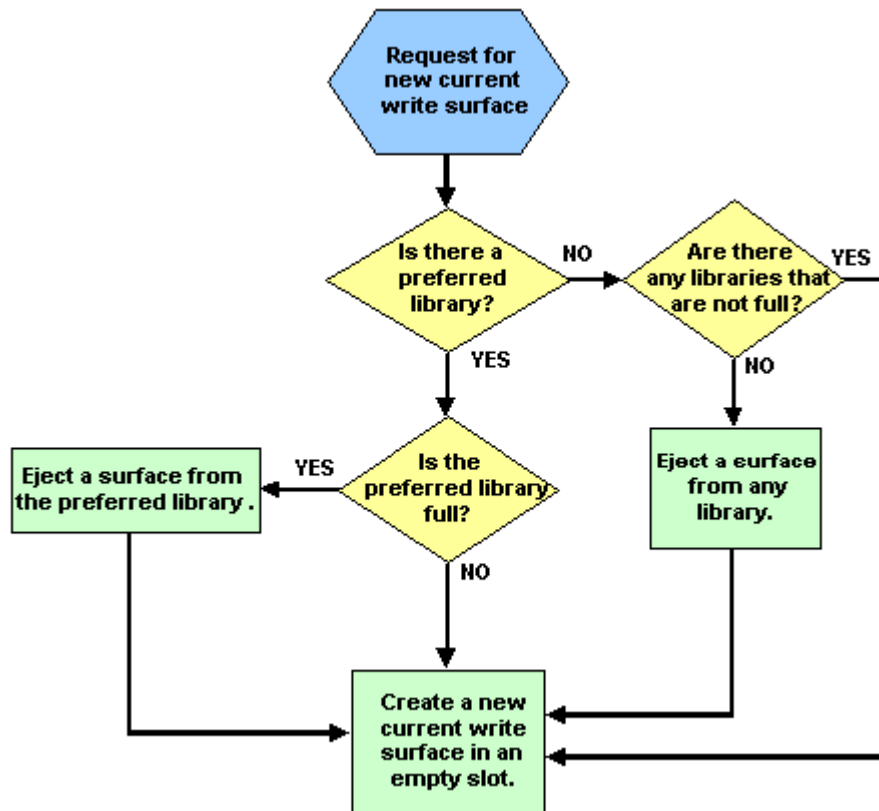 Request for
new current
write surface
Is there a
preferred
library?
NO
Are there
any libraries that
are not full?
YES
YES
NO
Eject a surface from
the preferred library .
YES
Is the
preferred library
full?
Eject a surface
from any
library.
NO
Create a new
current write
surface in an
empty slot.